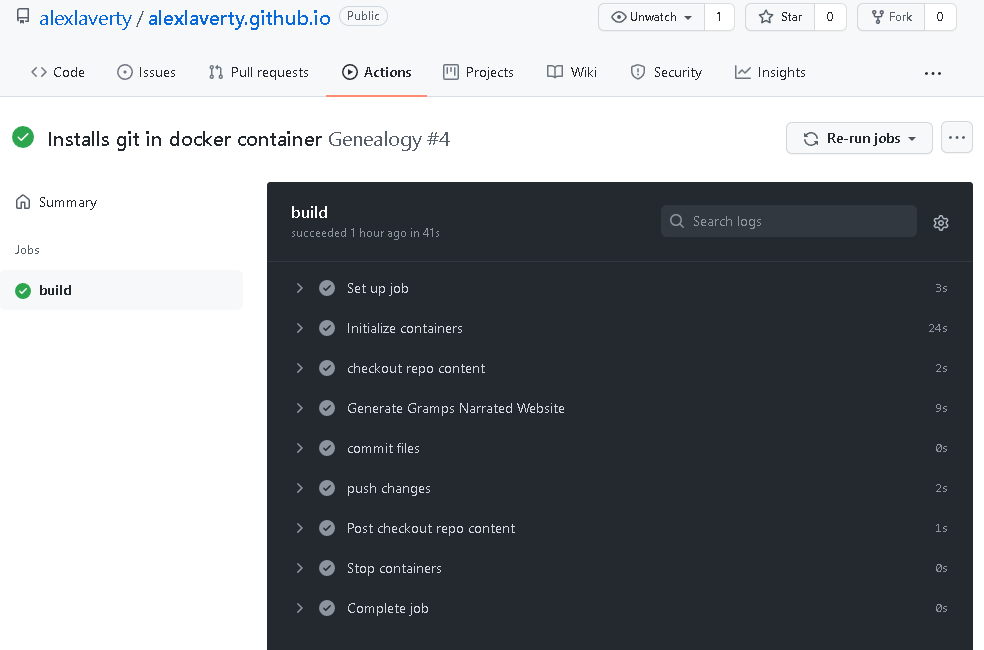 alexlaverty / alexlaverty.github.io Public Unwatch 1 Star 0 Fork 0
Code Issues Pull requests Actions Projects Wiki Security Insights ...
Installs git in docker container Genealogy #4 Re-run jobs ...
Summary
Jobs
build
build
succeeded 1 hour ago in 41s
Search logs
Set up job 3s
Initialize containers 24s
checkout repo content 2s
Generate Gramps Narrated Website 9s
commit files 0s
push changes 2s
Post checkout repo content 1s
Stop containers 0s
Complete job 0s